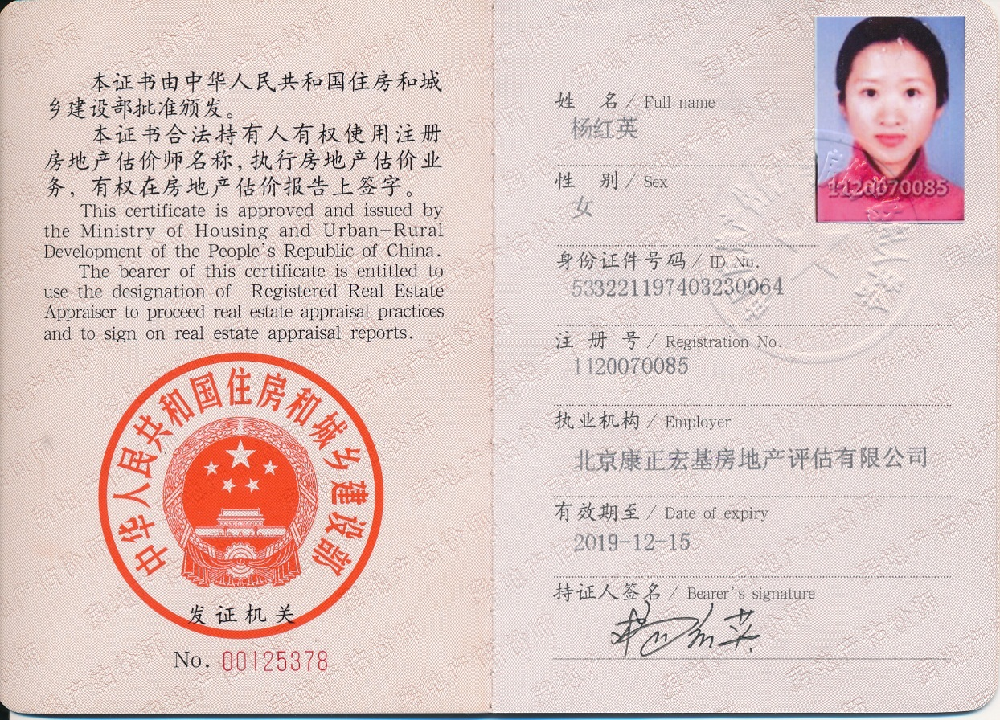 本证书由中华人民共和国住房和城
乡建设部批准颁发。
本证书合法持有人有权使用注册
房地产估价师名称，执行房地产估价业
务，有权在房地产估价报告上签字。
This certificate is approved and issued by
the Ministry of Housing and Urban-Rural
Development of the People's Republic of China.
The bearer of this certificate is entitled to
use the designation of Registered Real Estate
Appraiser to proceed real estate appraisal practices
and to sign on real estate appraisal reports.
中华人民共和国住房和城乡建设部
发证机关
No. 00125378
姓 名 / Full name
杨红英
性 别 / Sex
女
身份证件号码 / ID No.
533221197403230064
注 册 号 / Registration No.
1120070085
执业机构 / Employer
北京康正宏基房地产评估有限公司
有效期至 / Date of expiry
2019-12-15
持证人签名 / Bearer's signature
杨红英
1120070085